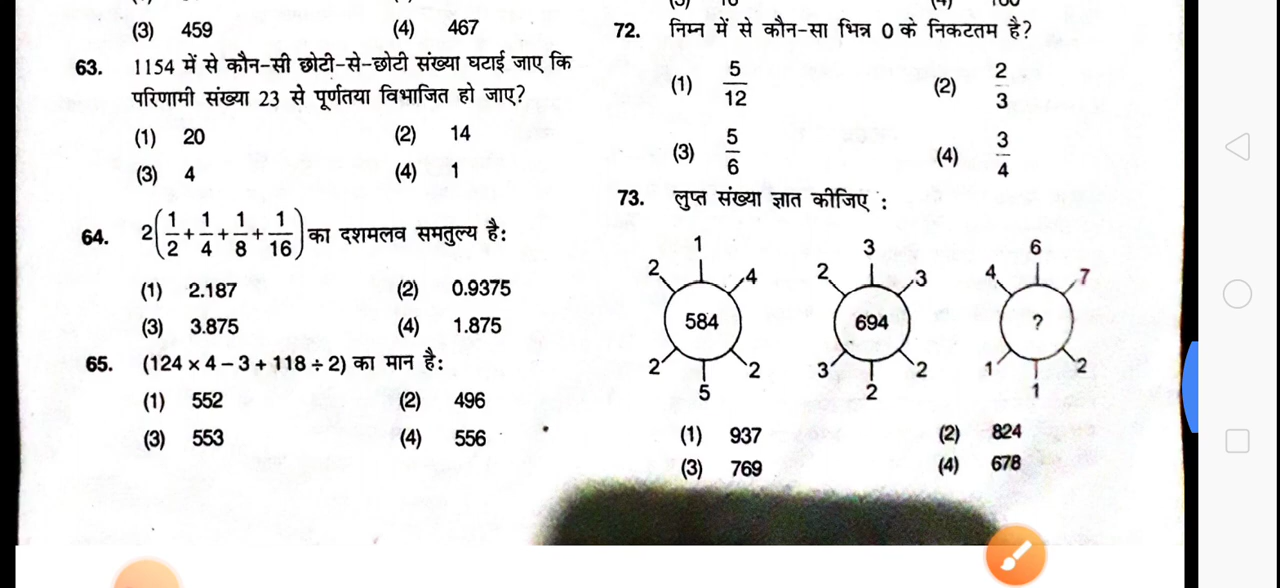 (3) 459 (4) 467
63. 1154 में से कौन-सी छोटी-से-छोटी संख्या घटाई जाए कि
परिणामी संख्या 23 से पूर्णतया विभाजित हो जाए?
(1) 20 (2) 14
(3) 4 (4) 1
64. 2(1/2 + 1/4 + 1/8 + 1/16) का दशमलव समतुल्य है:
(1) 2.187 (2) 0.9375
(3) 3.875 (4) 1.875
65. (124 × 4 – 3 + 118 ÷ 2) का मान है:
(1) 552 (2) 496
(3) 553 (4) 556
72. निम्न में से कौन-सा भिन्न 0 के निकटतम है?
(1) 5/12 (2) 2/3
(3) 5/6 (4) 3/4
73. लुप्त संख्या ज्ञात कीजिए :
1 3 6
2 4 2 3 4 7
584 694 ?
2 2 3 2 1 2
5 2 1
(1) 937 (2) 824
(3) 769 (4) 678